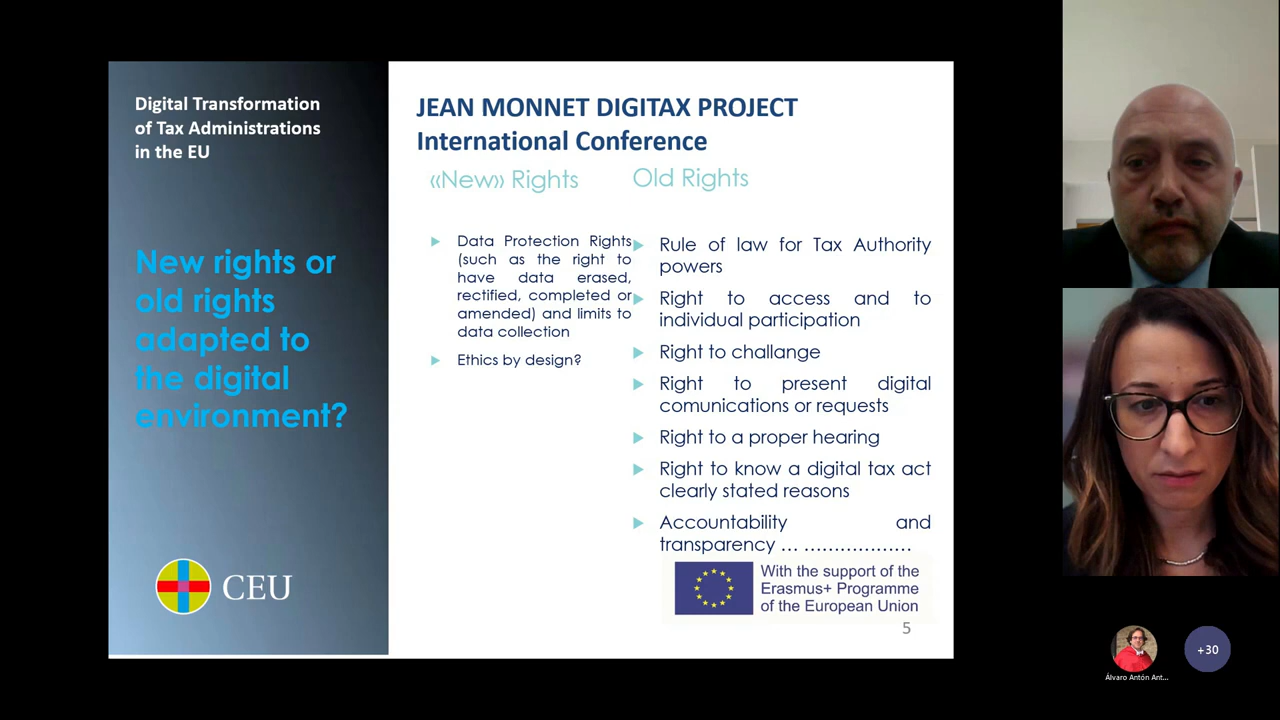 Digital Transformation
of Tax Administrations
in the EU
New rights or
old rights
adapted to
the digital
environment?
CEU
JEAN MONNET DIGITAX PROJECT
International Conference
«New» Rights
Data Protection Rights
(such as the right to
have data erased,
rectified, completed or
amended) and limits to
data collection
Ethics by design?
Old Rights
Rule of law for Tax Authority
powers
Right to access and to
individual participation
Right to challange
Right to present digital
comunications or requests
Right to a proper hearing
Right to know a digital tax act
clearly stated reasons
Accountability and
transparency ... ..................
With the support of the
Erasmus+ Programme
of the European Union
5
Álvaro Antón Ant...
+30